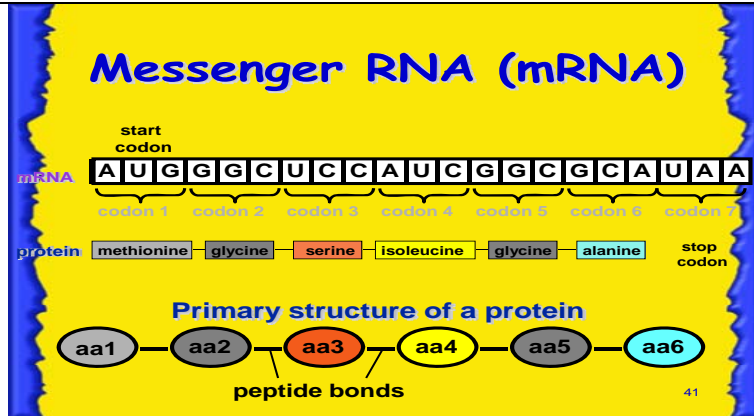 Messenger RNA (mRNA)
start
codon
mRNA A U G G G C U C C A U C G G C G C A U A A
codon 1 codon 2 codon 3 codon 4 codon 5 codon 6 codon 7
protein methionine glycine serine isoleucine glycine alanine stop
codon
Primary structure of a protein
aa1 aa2 aa3 aa4 aa5 aa6
peptide bonds
41